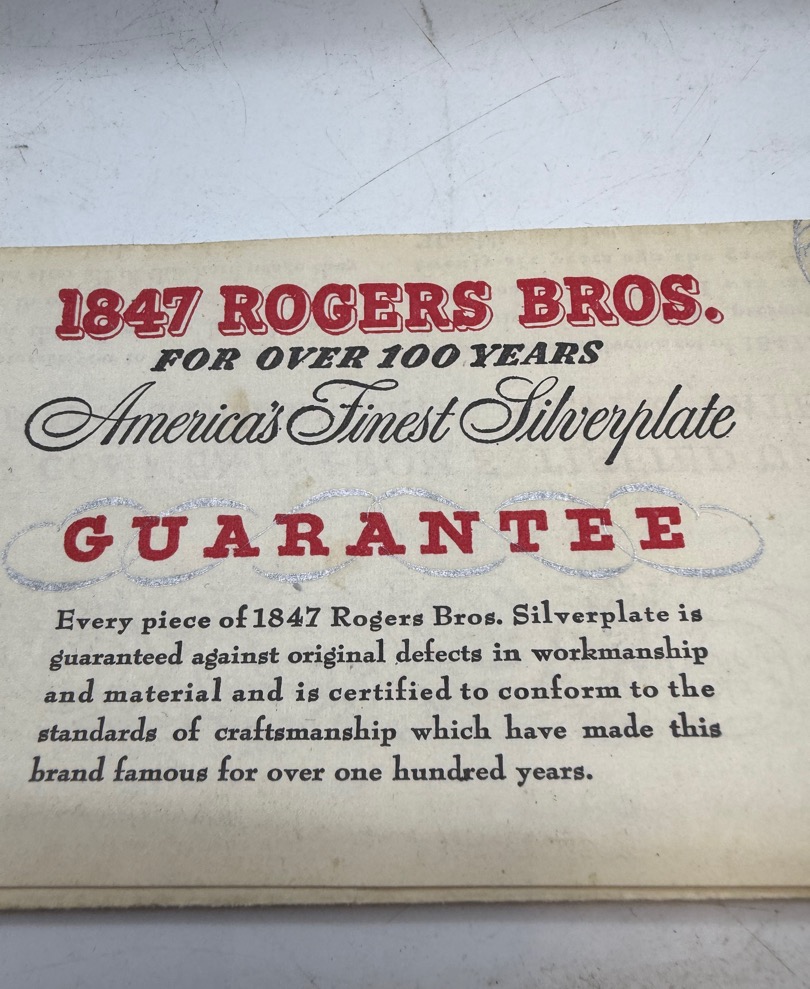 1847 ROGERS BROS.
FOR OVER 100 YEARS
America's Finest Silverplate
GUARANTEE
Every piece of 1847 Rogers Bros. Silverplate is
guaranteed against original defects in workmanship
and material and is certified to conform to the
standards of craftsmanship which have made this
brand famous for over one hundred years.